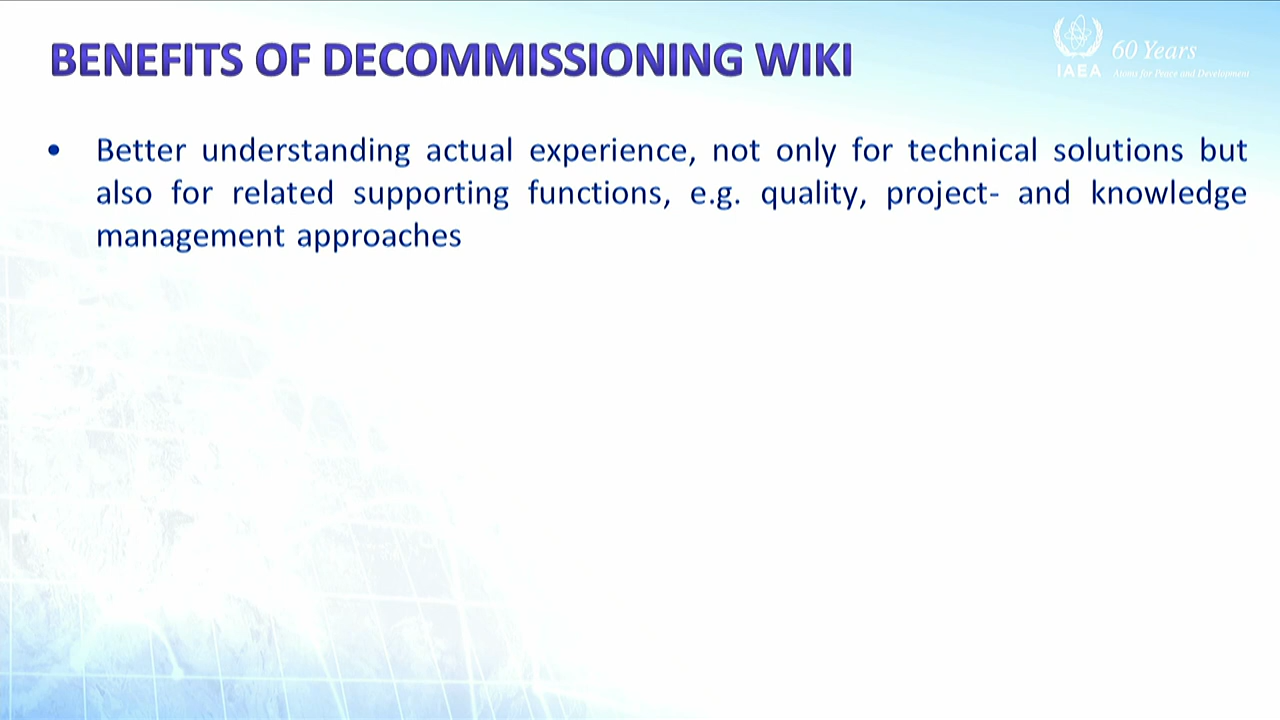 BENEFITS OF DECOMMISSIONING WIKI
IAEA
60 Years
Atoms for Peace and Development
• Better understanding actual experience, not only for technical solutions but
also for related supporting functions, e.g. quality, project- and knowledge
management approaches